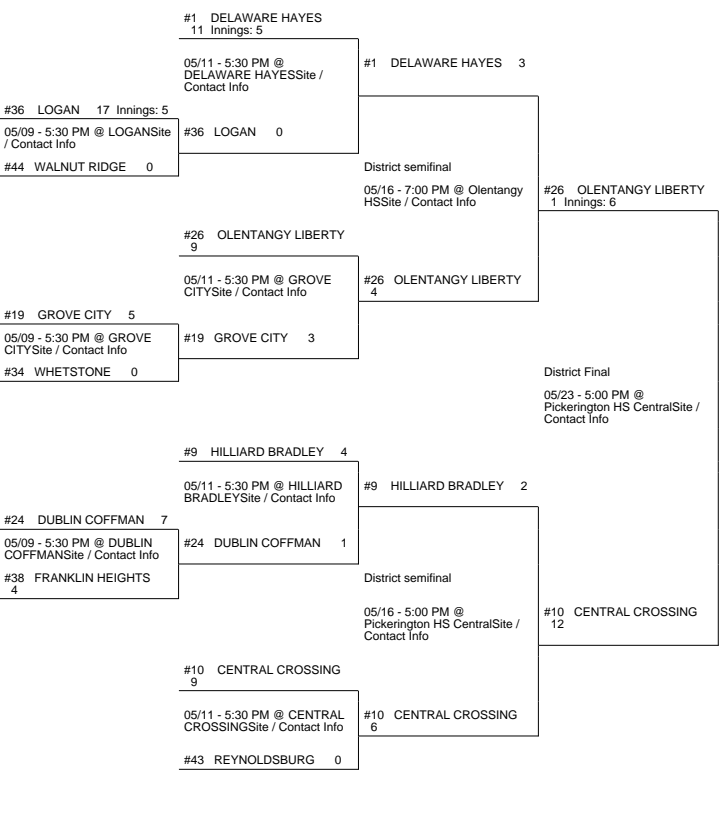 #1 DELAWARE HAYES
11 Innings: 5
05/11 - 5:30 PM @
DELAWARE HAYESSite /
Contact Info
#1 DELAWARE HAYES 3
#36 LOGAN 17 Innings: 5
05/09 - 5:30 PM @ LOGANSite
/ Contact Info
#36 LOGAN 0
#44 WALNUT RIDGE 0
District semifinal
05/16 - 7:00 PM @ Olentangy
HSSite / Contact Info
#26 OLENTANGY LIBERTY
1 Innings: 6
#26 OLENTANGY LIBERTY
9
05/11 - 5:30 PM @ GROVE
CITYSite / Contact Info
#26 OLENTANGY LIBERTY
4
#19 GROVE CITY 5
05/09 - 5:30 PM @ GROVE
CITYSite / Contact Info
#19 GROVE CITY 3
#34 WHETSTONE 0
District Final
05/23 - 5:00 PM @
Pickerington HS CentralSite /
Contact Info
#9 HILLIARD BRADLEY 4
05/11 - 5:30 PM @ HILLIARD
BRADLEYSite / Contact Info
#9 HILLIARD BRADLEY 2
#24 DUBLIN COFFMAN 7
05/09 - 5:30 PM @ DUBLIN
COFFMANSite / Contact Info
#24 DUBLIN COFFMAN 1
#38 FRANKLIN HEIGHTS
4
District semifinal
05/16 - 5:00 PM @
Pickerington HS CentralSite /
Contact Info
#10 CENTRAL CROSSING
12
#10 CENTRAL CROSSING
9
05/11 - 5:30 PM @ CENTRAL
CROSSINGSite / Contact Info
#10 CENTRAL CROSSING
6
#43 REYNOLDSBURG 0